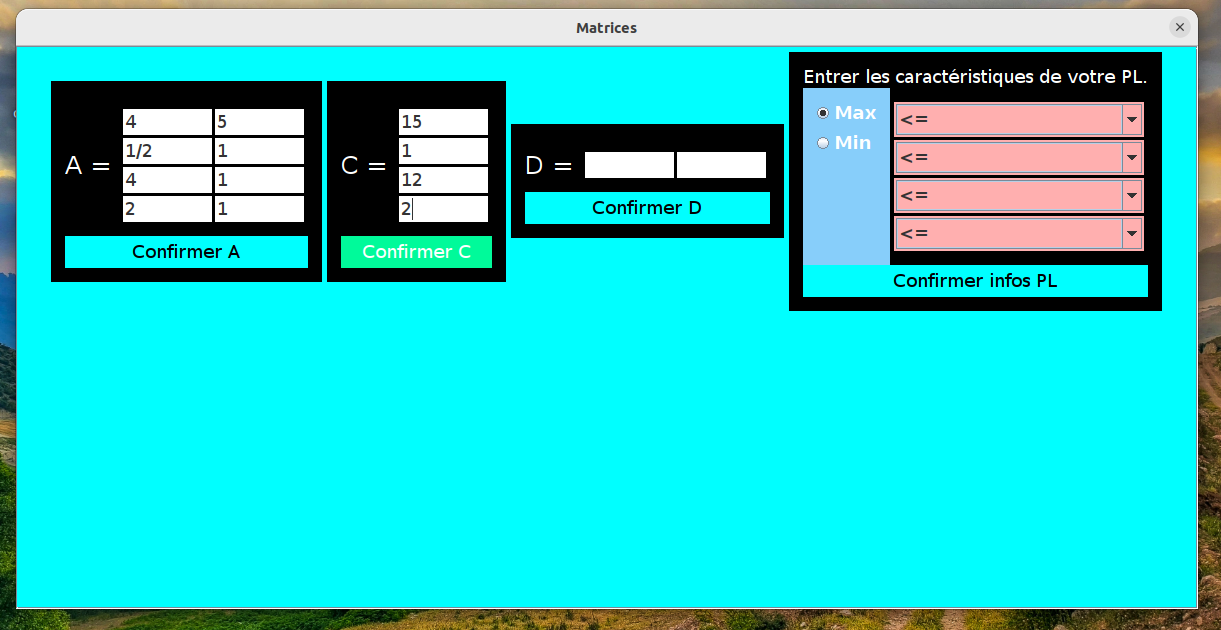 Matrices
A =
4 5
1/2 1
4 1
2 1
Confirmer A
C =
15
1
12
2
Confirmer C
D =
Confirmer D
Entrer les caractéristiques de votre PL.
Max
Min
<=
<=
<=
<=
Confirmer infos PL